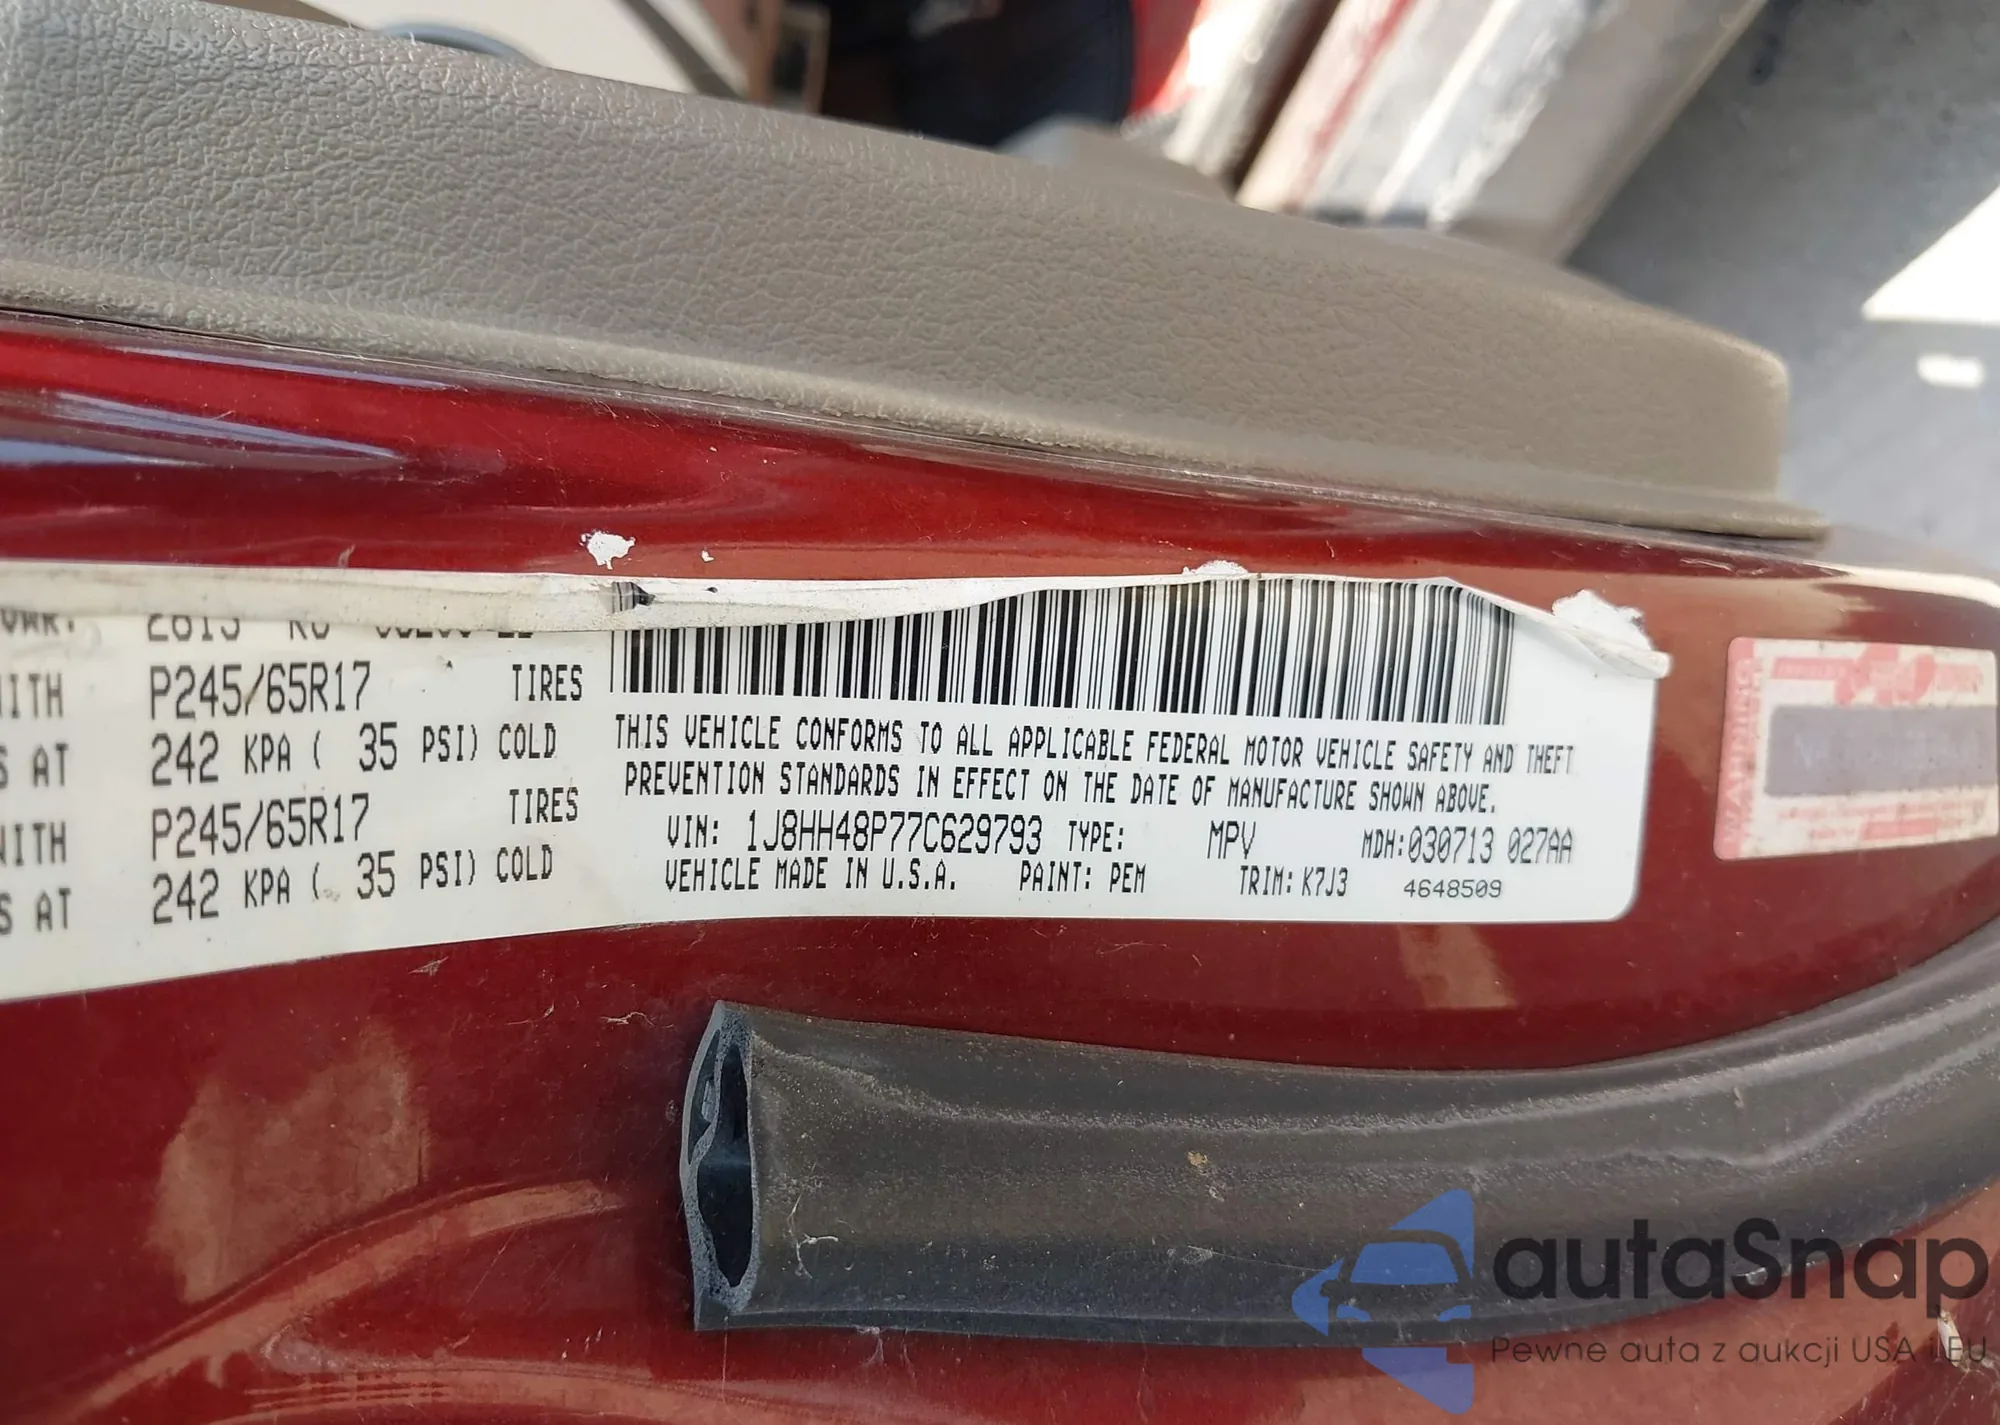 P245/65R17 TIRES
S AT 242 KPA ( 35 PSI) COLD
P245/65R17 TIRES
S AT 242 KPA ( 35 PSI) COLD
THIS VEHICLE CONFORMS TO ALL APPLICABLE FEDERAL MOTOR VEHICLE SAFETY AND THEFT
PREVENTION STANDARDS IN EFFECT ON THE DATE OF MANUFACTURE SHOWN ABOVE.
VIN: 1J8HH48P77C629793 TYPE: MPV MDH:030713 027AA
VEHICLE MADE IN U.S.A. PAINT: PEM TRIM: K7J3 4648509
WARNING
autaSnap
Pewne auta z aukcji USA i EU